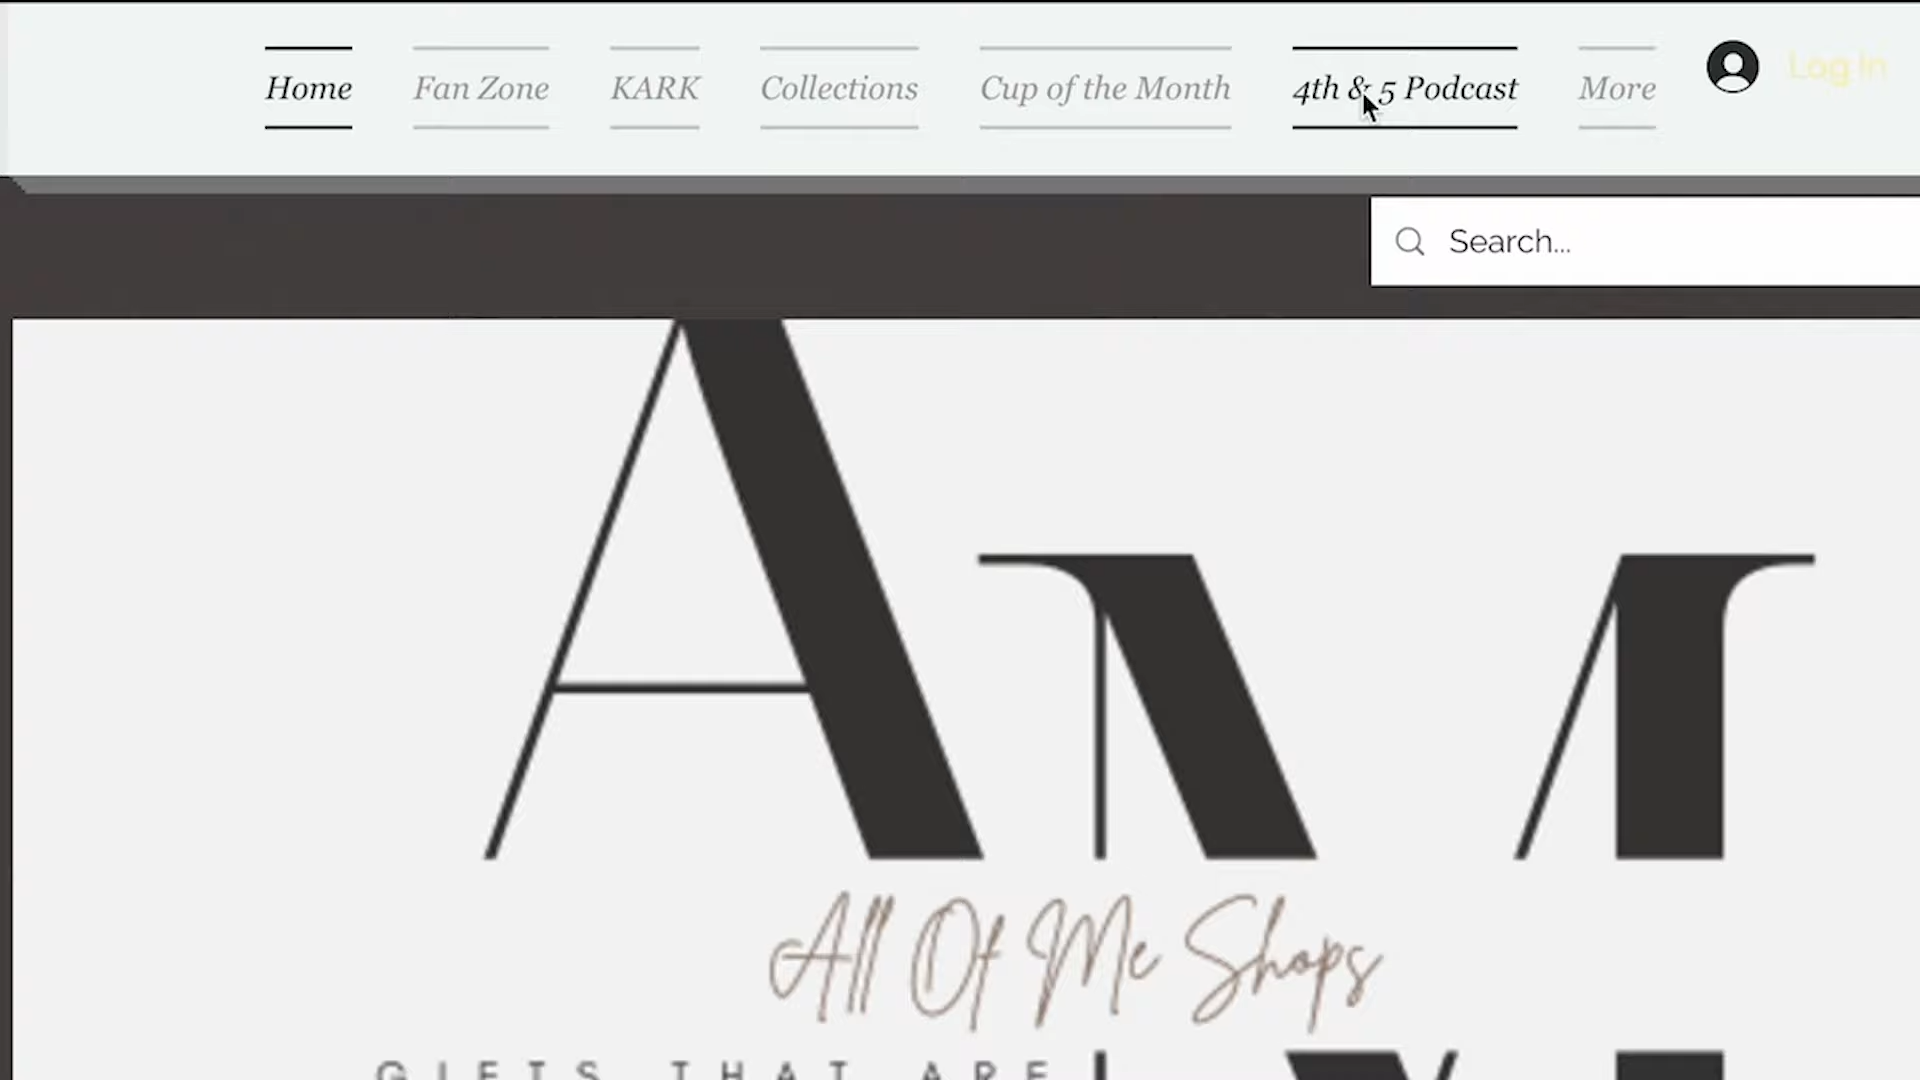 Home Fan Zone KARK Collections Cup of the Month 4th & 5 Podcast More Log In
Search...
A M
All Of Me Shops
GIFTS THAT ARE